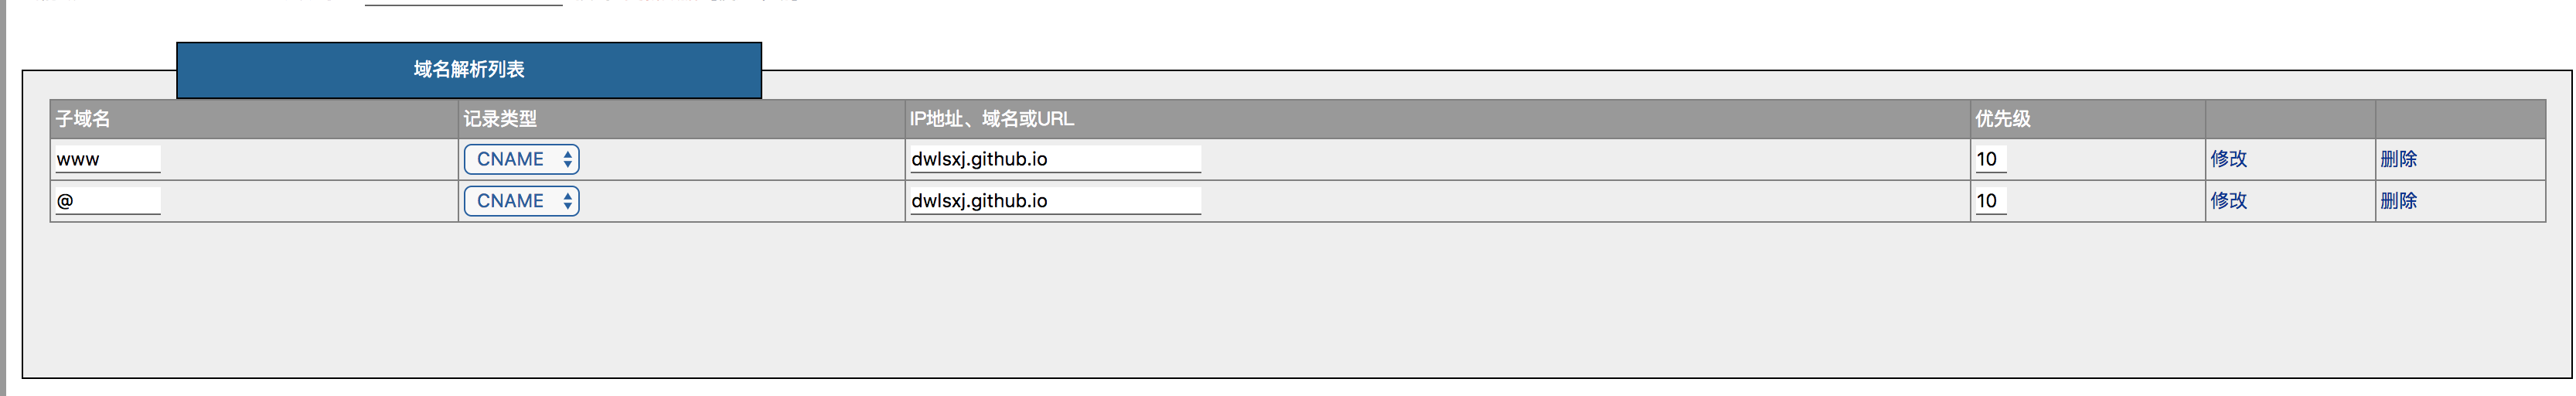 域名解析列表
子域名 记录类型 IP地址、域名或URL 优先级
www CNAME dwlsxj.github.io 10 修改 删除
@ CNAME dwlsxj.github.io 10 修改 删除